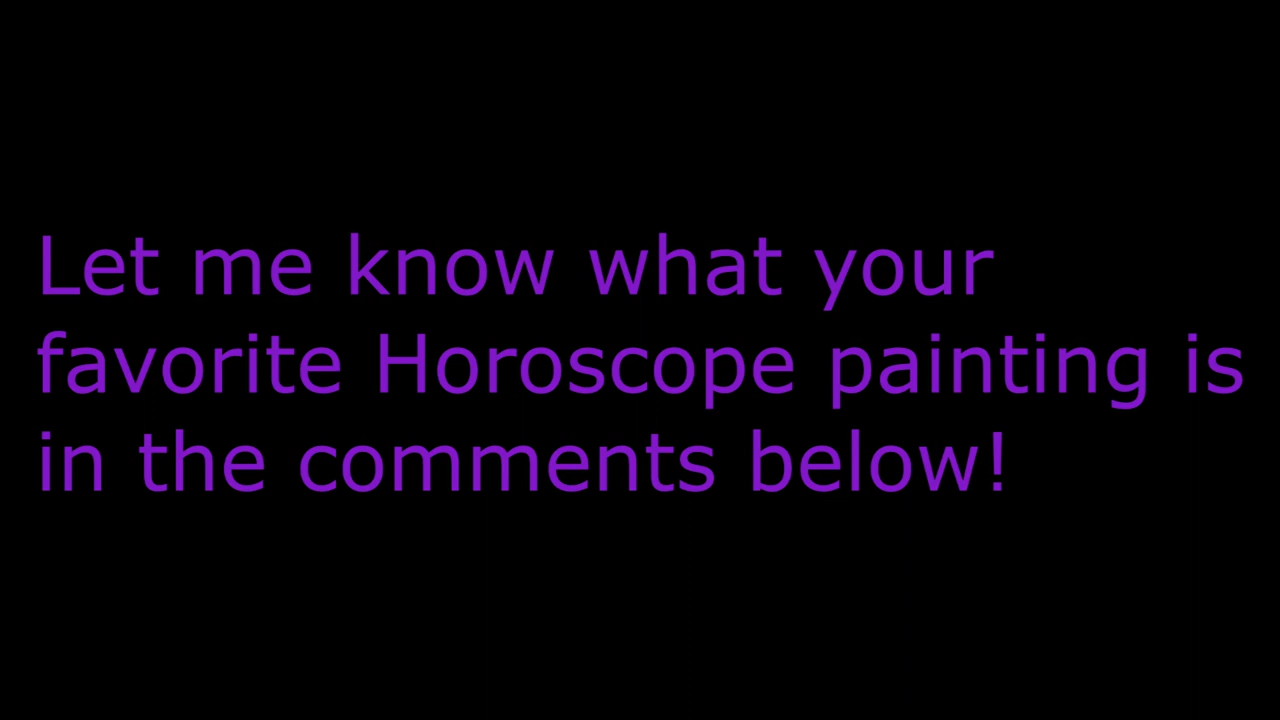 Let me know what your
favorite Horoscope painting is
in the comments below!